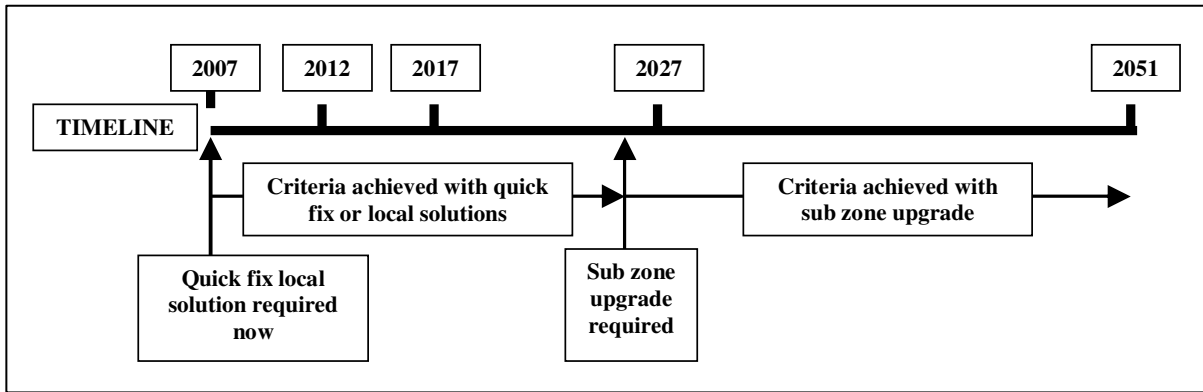 2007
2012
2017
2027
2051
TIMELINE
Criteria achieved with quick
fix or local solutions
Criteria achieved with
sub zone upgrade
Quick fix local
solution required
now
Sub zone
upgrade
required